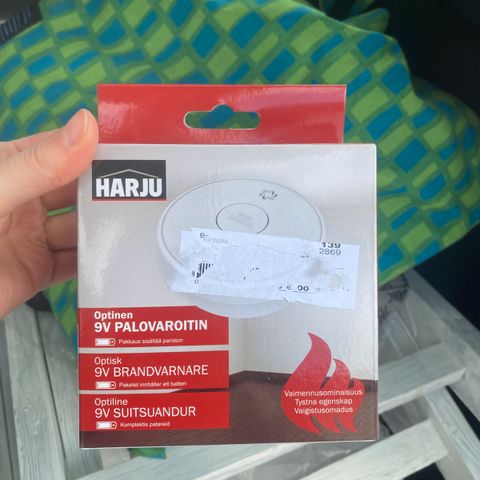 HARJU
139
2869
Optinen
9V PALOVAROITIN
Pakkaus sisältää pariston
Optisk
9V BRANDVARNARE
Paketet innhåller ett batteri
Optiline
9V SUITSUANDUR
Komplektis patareid
Vaimennusominaisuus
Tystna egenskap
Vaigistusomadus